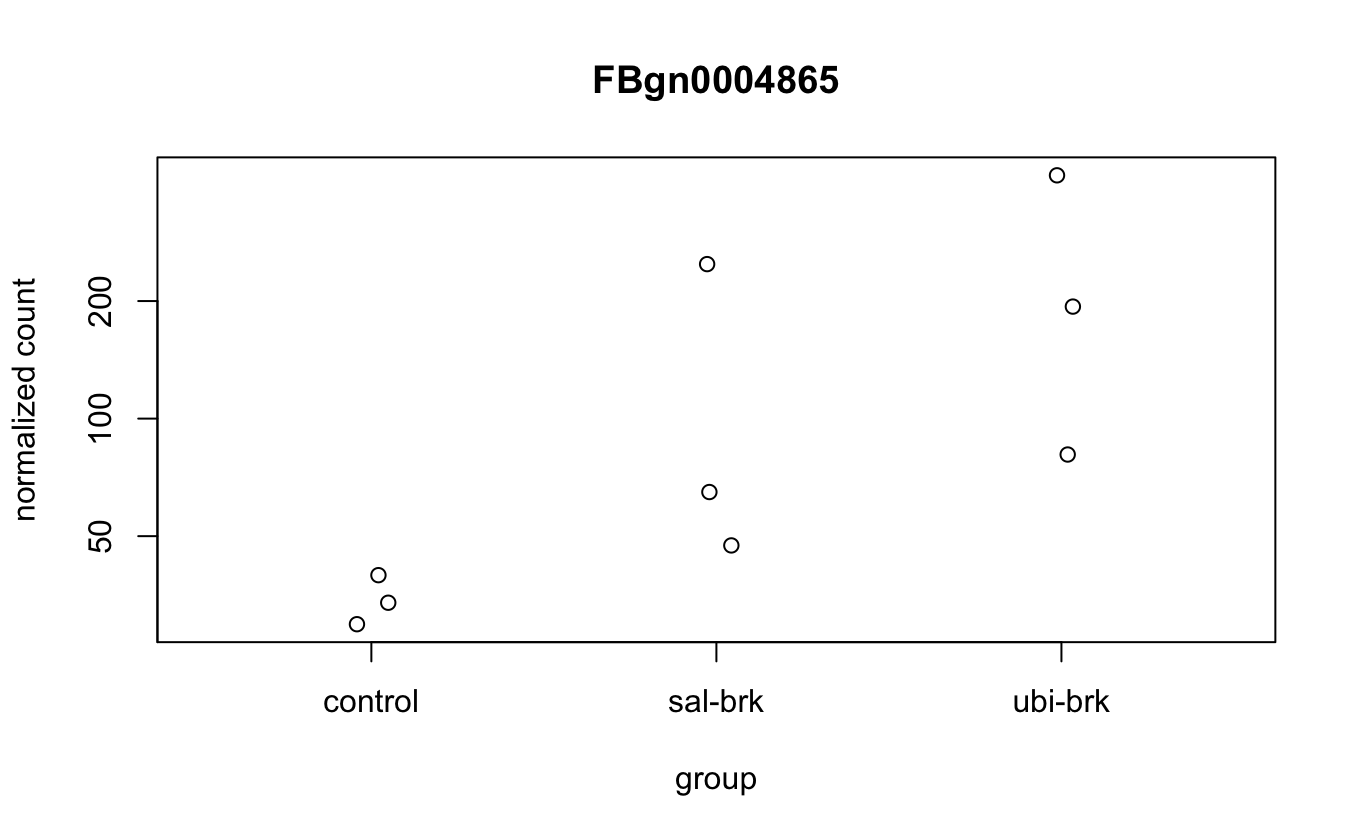 FBgn0004865
normalized count
200
100
50
control sal-brk ubi-brk
group